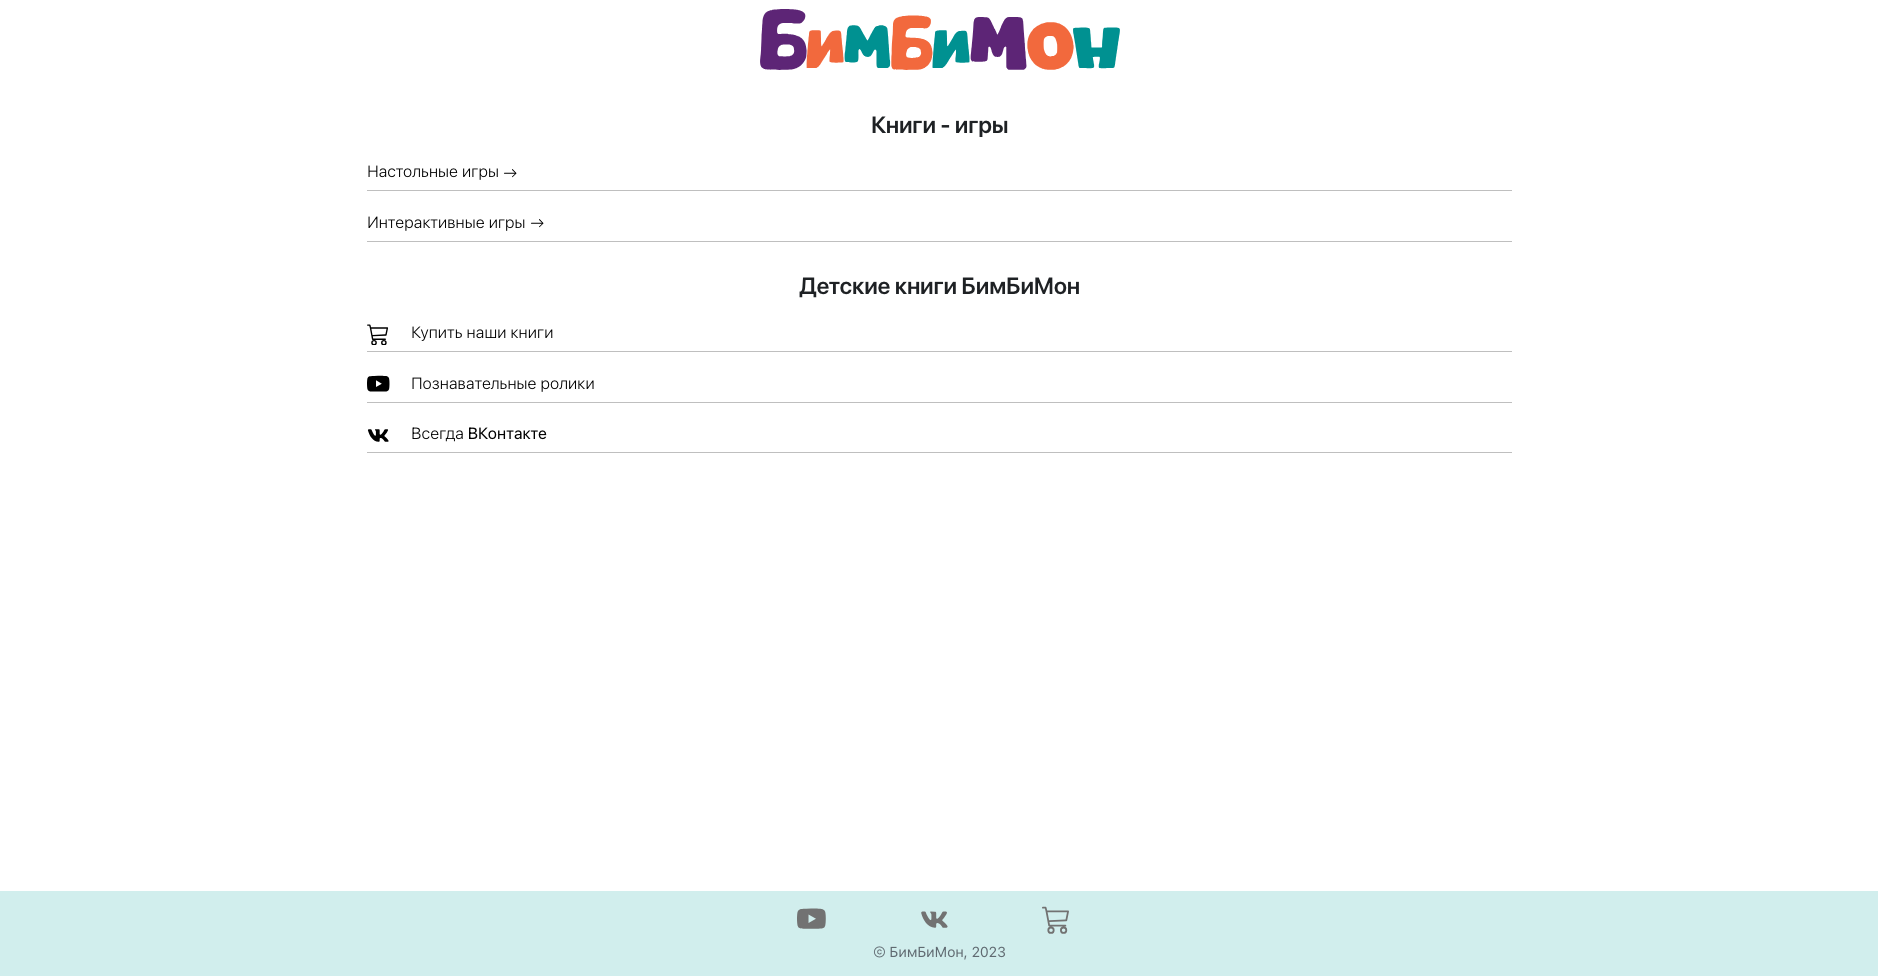 БимБиМон
Книги - игры
Настольные игры →
Интерактивные игры →
Детские книги БимБиМон
Купить наши книги
Познавательные ролики
Всегда ВКонтакте
© БимБиМон, 2023